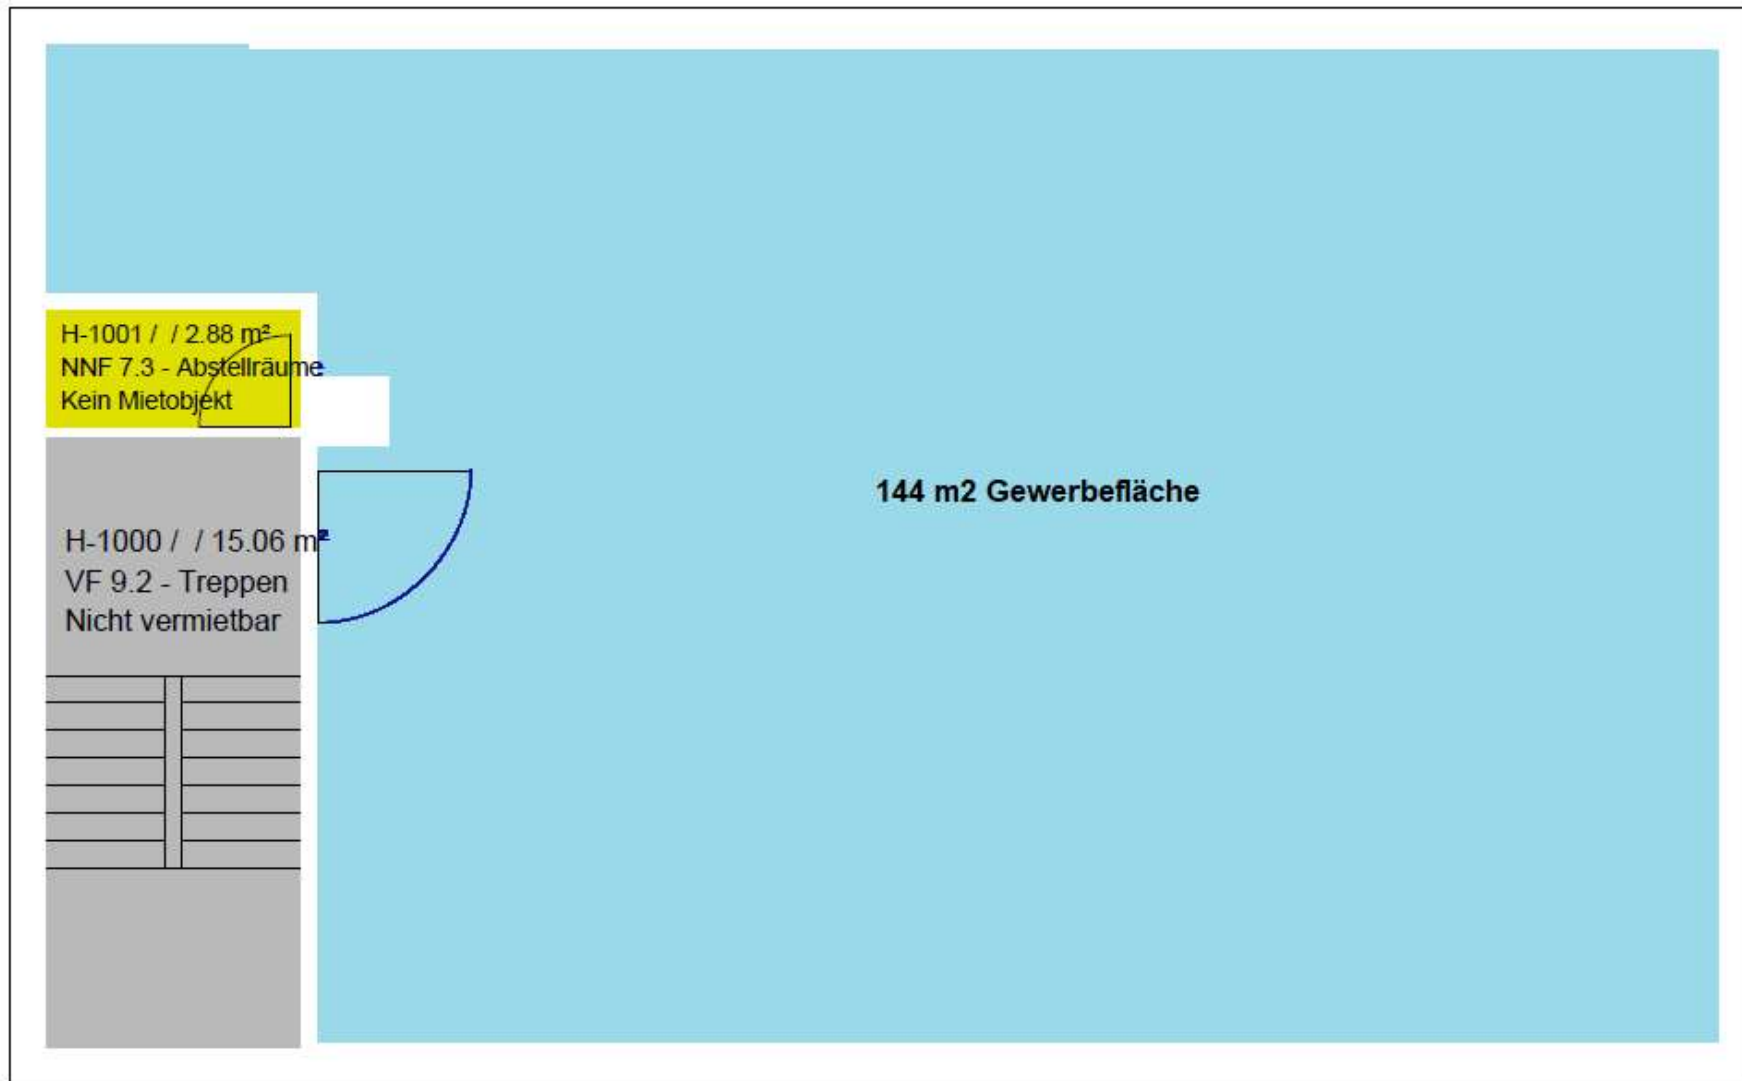 H-1001 /  / 2.88 m²
NNF 7.3 - Abstellräume
Kein Mietobjekt
144 m2 Gewerbefläche
H-1000 /  / 15.06 m²
VF 9.2 - Treppen
Nicht vermietbar